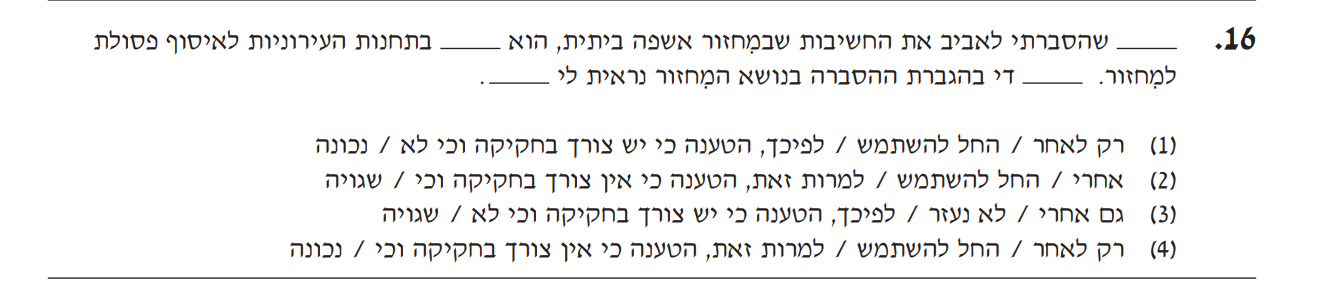 16. ____ שהסברתי לאביב את החשיבות שבמִחזור אשפה ביתית, הוא ____ בתחנות העירוניות לאיסוף פסולת
למִחזור. ____ די בהגברת ההסברה בנושא המִחזור נראית לי ____.
(1) רק לאחר / החל להשתמש / לפיכך, הטענה כי יש צורך בחקיקה וכי לא / נכונה
(2) אחרי / החל להשתמש / למרות זאת, הטענה כי אין צורך בחקיקה וכי / שגויה
(3) גם אחרי / לא נעזר / לפיכך, הטענה כי יש צורך בחקיקה וכי לא / שגויה
(4) רק לאחר / החל להשתמש / למרות זאת, הטענה כי אין צורך בחקיקה וכי / נכונה